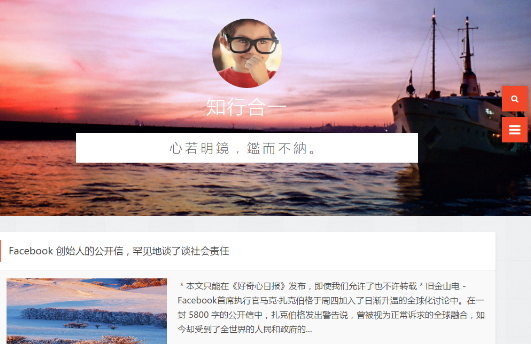 知行合一
心若明鏡，鑑而不納。
Facebook 创始人的公开信，罕见地谈了谈社会责任
* 本文只能在《好奇心日报》发布，即使我们允许了也不许转载 * 旧金山电 -
Facebook首席执行官马克·扎克伯格于周四加入了日渐升温的全球化讨论中。在一
封 5800 字的公开信中，扎克伯格发出警告说，曾被视为正常诉求的全球融合，如
今却受到了全世界的人民和政府的...